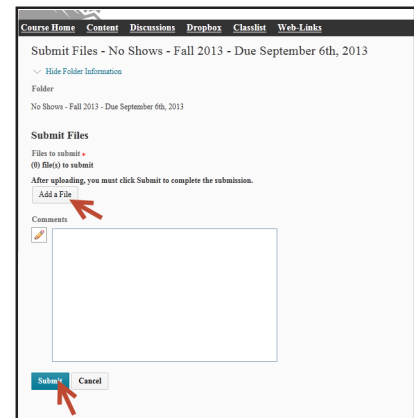 Course Home Content Discussions Dropbox Classlist Web-Links
Submit Files - No Shows - Fall 2013 - Due September 6th, 2013
Hide Folder Information
Folder
No Shows - Fall 2013 - Due September 6th, 2013
Submit Files
Files to submit *
(0) file(s) to submit
After uploading, you must click Submit to complete the submission.
Add a File
Comments
Submit Cancel